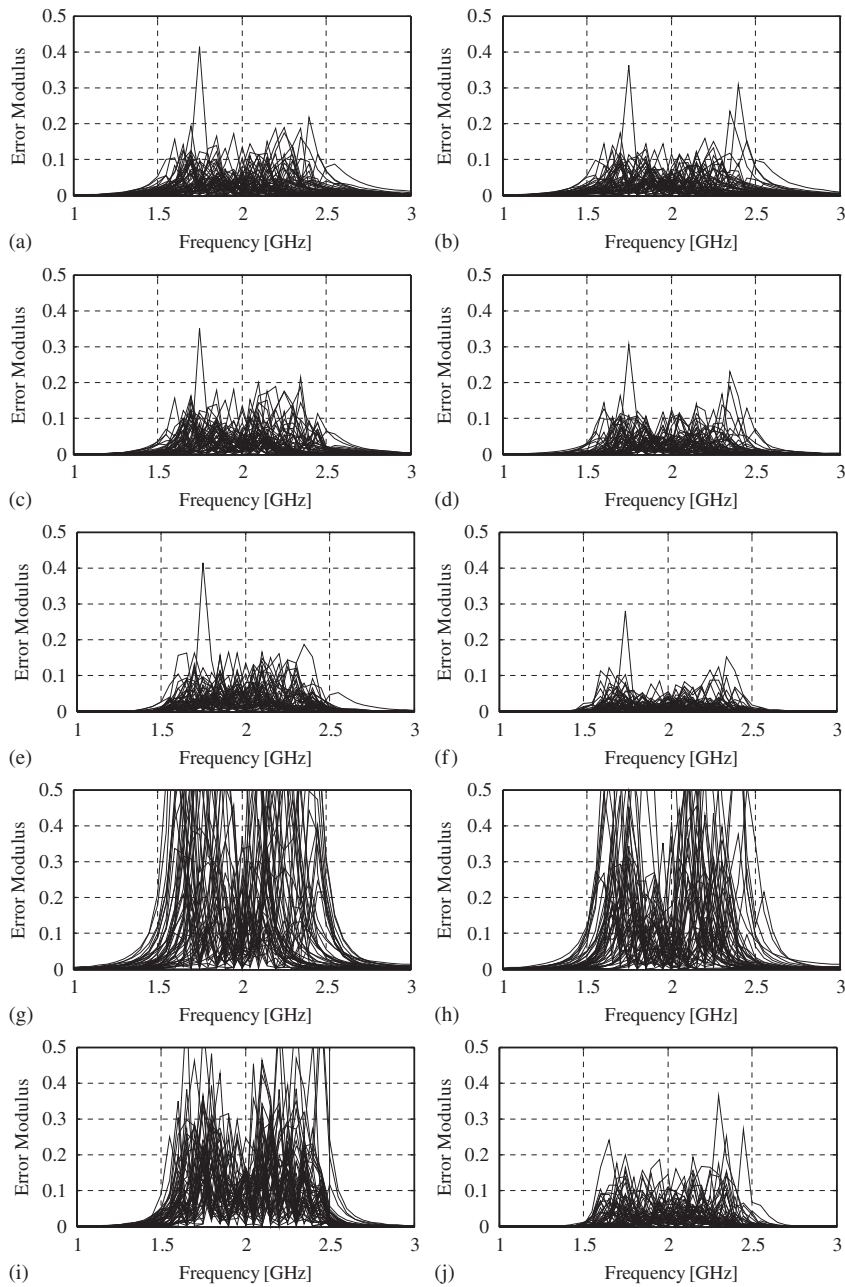 0.5 0.5
0.4 0.4
0.3 0.3
0.2 0.2
0.1 0.1
0 0
Error Modulus Error Modulus
1 1.5 2 2.5 3 1 1.5 2 2.5 3
(a) Frequency [GHz] (b) Frequency [GHz]
0.5 0.5
0.4 0.4
0.3 0.3
0.2 0.2
0.1 0.1
0 0
Error Modulus Error Modulus
1 1.5 2 2.5 3 1 1.5 2 2.5 3
(c) Frequency [GHz] (d) Frequency [GHz]
0.5 0.5
0.4 0.4
0.3 0.3
0.2 0.2
0.1 0.1
0 0
Error Modulus Error Modulus
1 1.5 2 2.5 3 1 1.5 2 2.5 3
(e) Frequency [GHz] (f) Frequency [GHz]
0.5 0.5
0.4 0.4
0.3 0.3
0.2 0.2
0.1 0.1
0 0
Error Modulus Error Modulus
1 1.5 2 2.5 3 1 1.5 2 2.5 3
(g) Frequency [GHz] (h) Frequency [GHz]
0.5 0.5
0.4 0.4
0.3 0.3
0.2 0.2
0.1 0.1
0 0
Error Modulus Error Modulus
1 1.5 2 2.5 3 1 1.5 2 2.5 3
(i) Frequency [GHz] (j) Frequency [GHz]